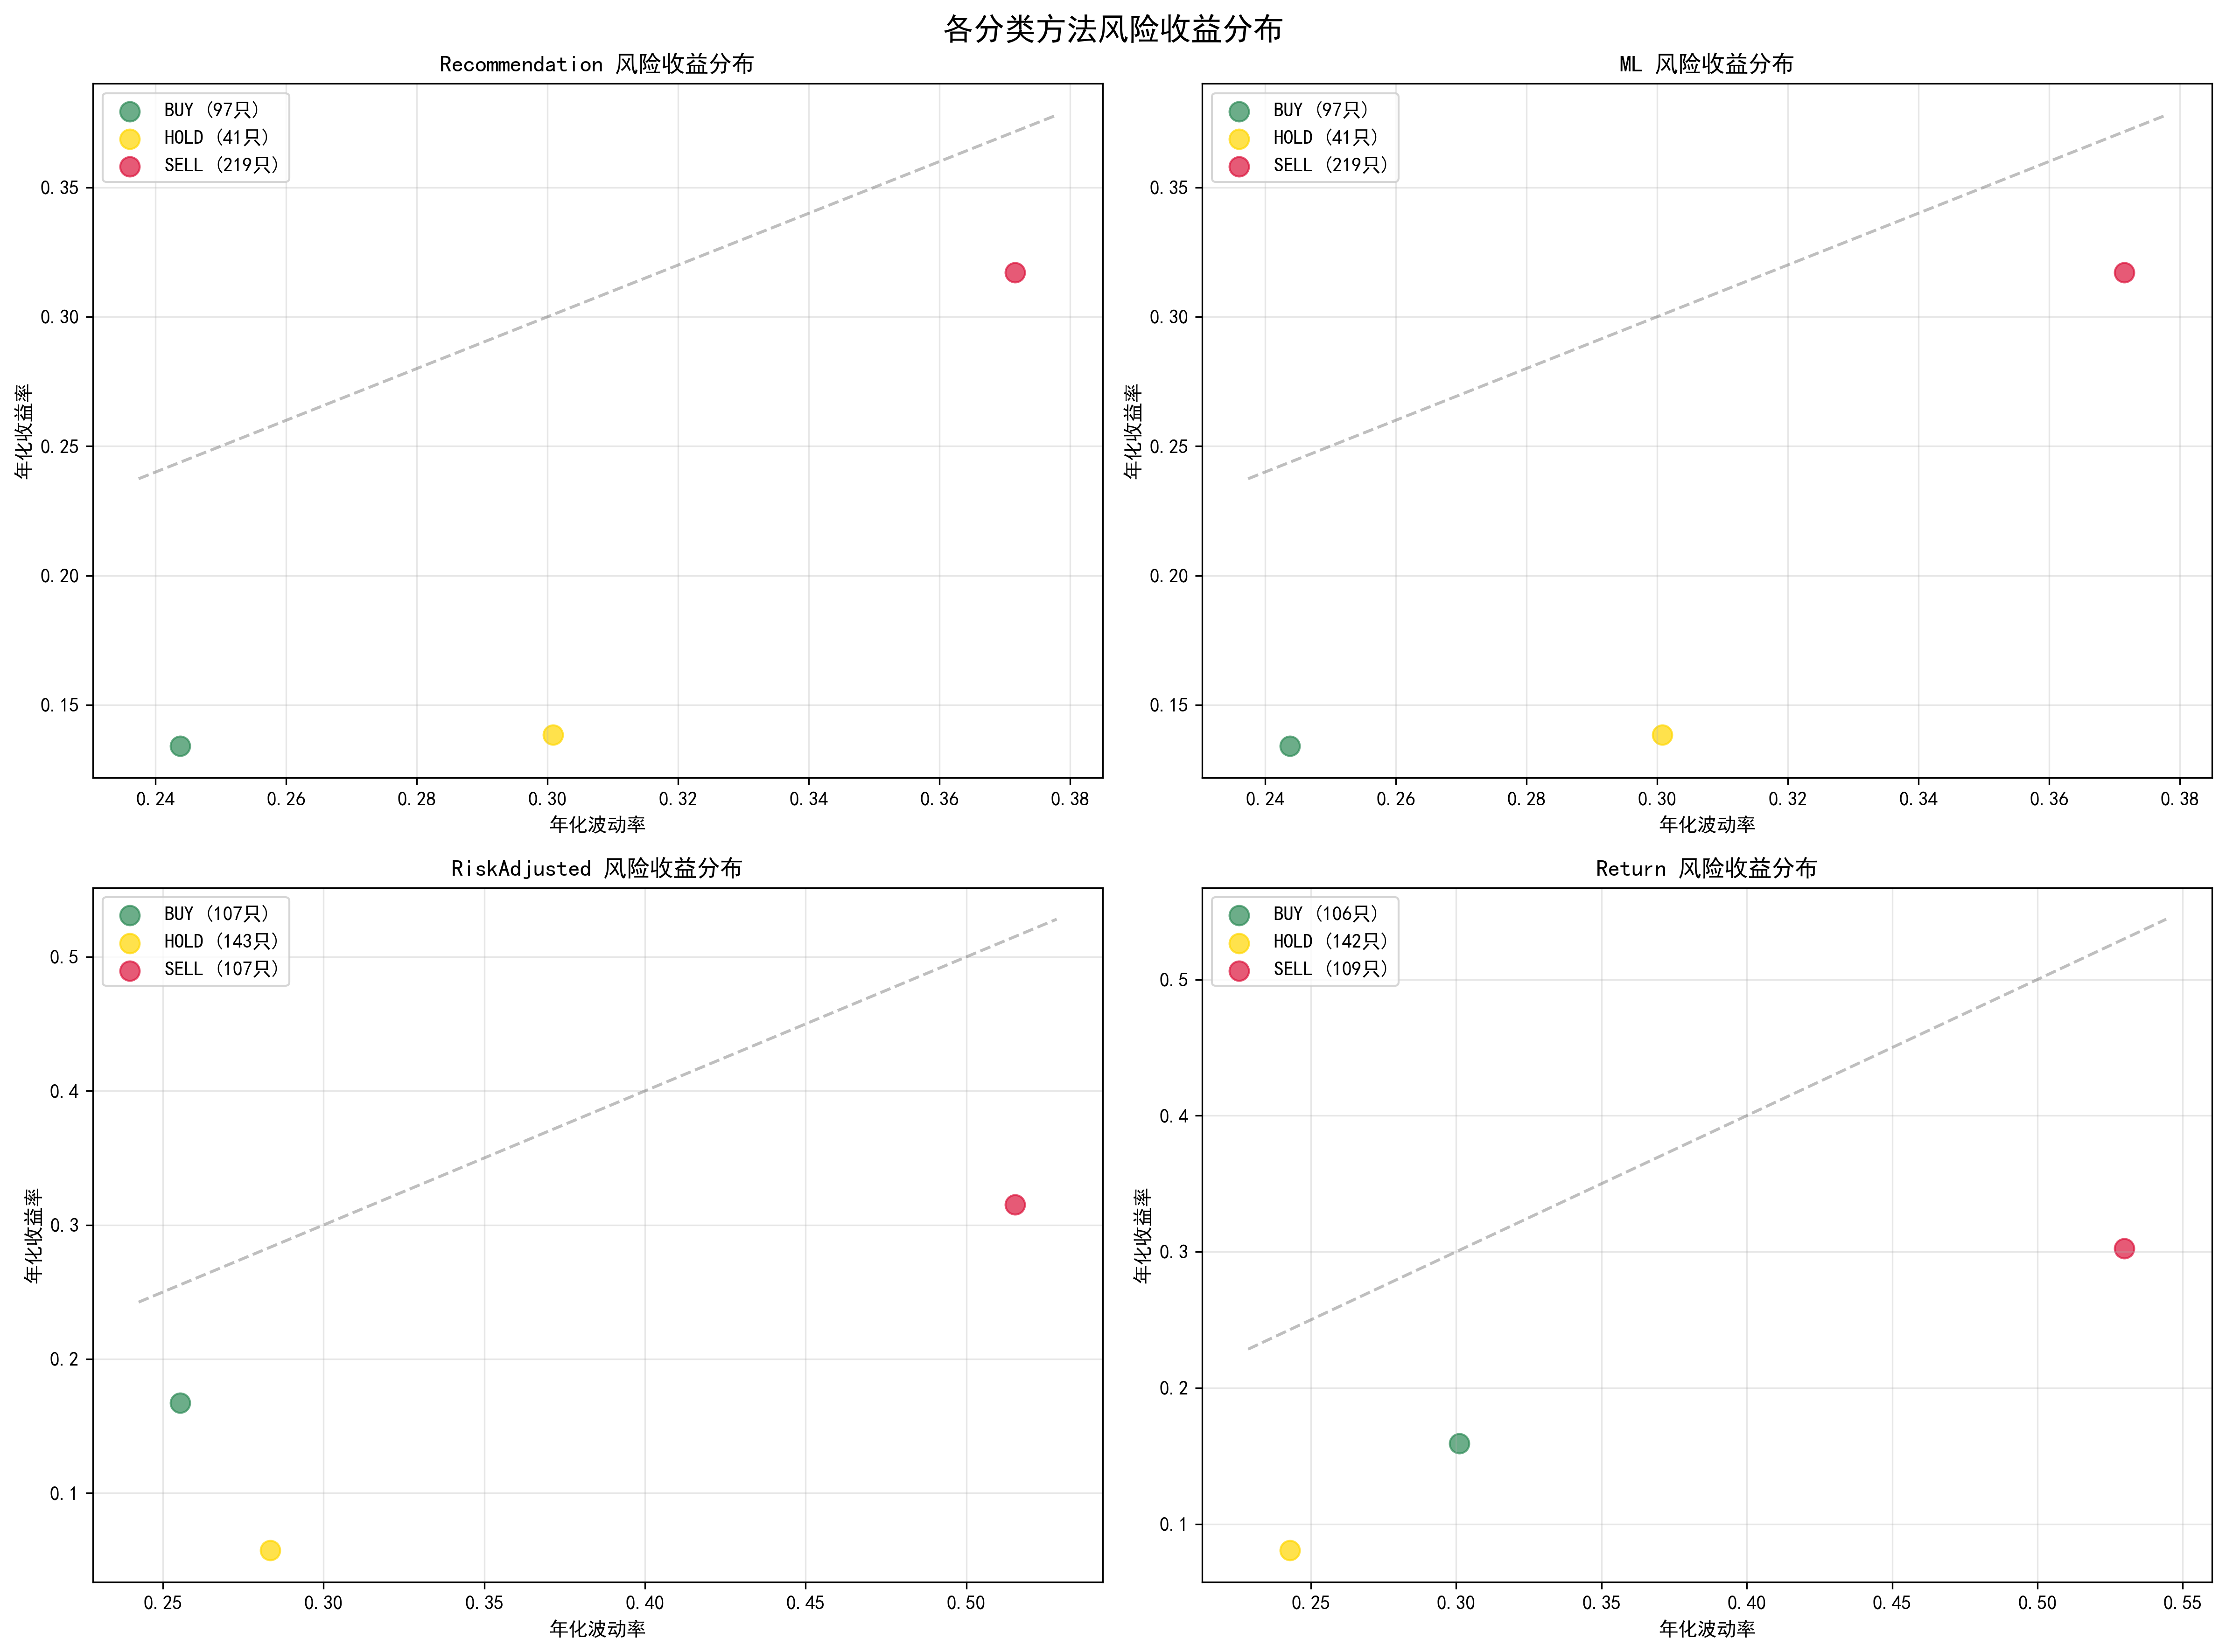 各分类方法风险收益分布
Recommendation 风险收益分布
BUY (97只)
HOLD (41只)
SELL (219只)
0.35
0.30
0.25
0.20
0.15
年化收益率
0.24 0.26 0.28 0.30 0.32 0.34 0.36 0.38
年化波动率
ML 风险收益分布
BUY (97只)
HOLD (41只)
SELL (219只)
0.35
0.30
0.25
0.20
0.15
年化收益率
0.24 0.26 0.28 0.30 0.32 0.34 0.36 0.38
年化波动率
RiskAdjusted 风险收益分布
BUY (107只)
HOLD (143只)
SELL (107只)
0.5
0.4
0.3
0.2
0.1
年化收益率
0.25 0.30 0.35 0.40 0.45 0.50
年化波动率
Return 风险收益分布
BUY (106只)
HOLD (142只)
SELL (109只)
0.5
0.4
0.3
0.2
0.1
年化收益率
0.25 0.30 0.35 0.40 0.45 0.50 0.55
年化波动率